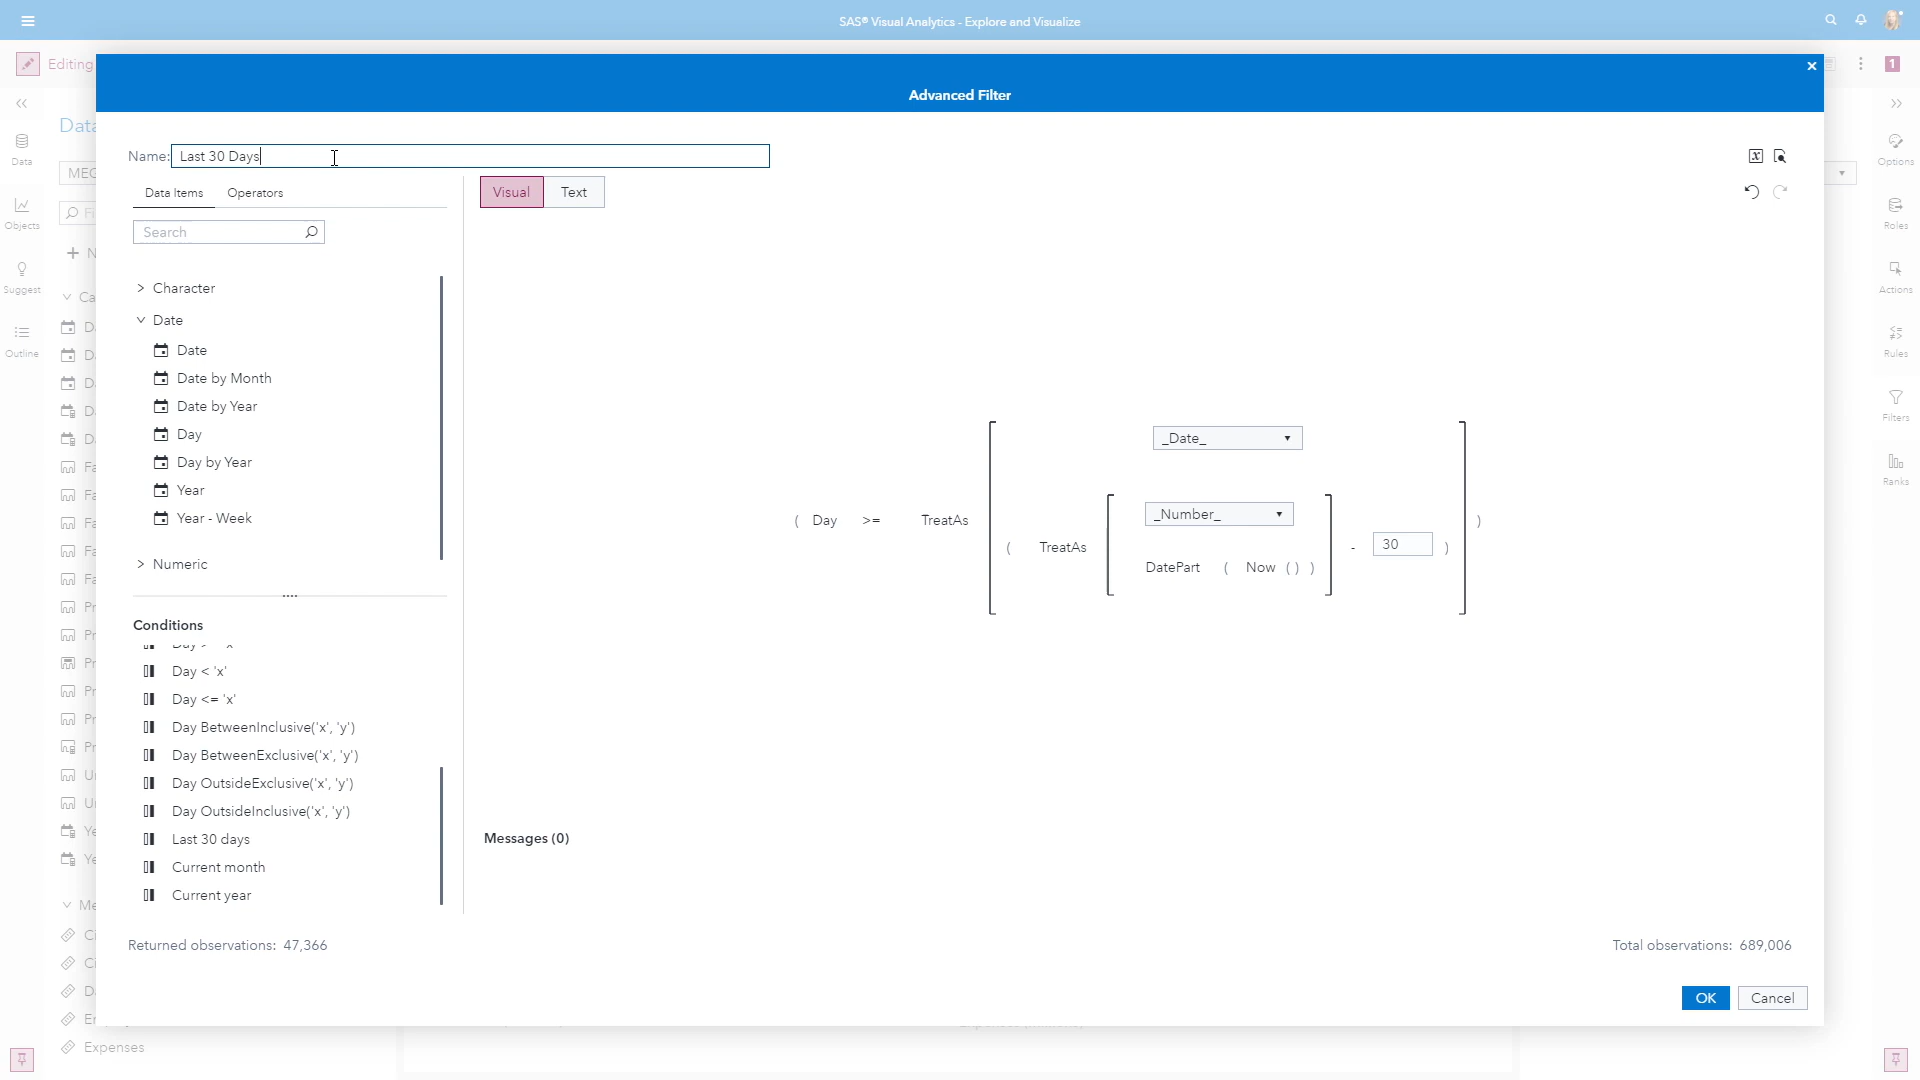 SAS® Visual Analytics - Explore and Visualize
Editing
1
Advanced Filter
Data
Name: Last 30 Days
Data Items Operators
Visual Text
Search
Character
Date
Date
Date by Month
Date by Year
Day
Day by Year
Year
Year - Week
Numeric
Conditions
Day < 'x'
Day <= 'x'
Day BetweenInclusive('x', 'y')
Day BetweenExclusive('x', 'y')
Day OutsideExclusive('x', 'y')
Day OutsideInclusive('x', 'y')
Last 30 days
Current month
Current year
_Date_
_Number_
( Day >= TreatAs ( TreatAs - 30 ) )
DatePart ( Now ( ) )
Messages (0)
Returned observations: 47,366
Total observations: 689,006
OK Cancel
Data
Objects
Suggest
Outline
Expenses
Options
Roles
Actions
Rules
Filters
Ranks